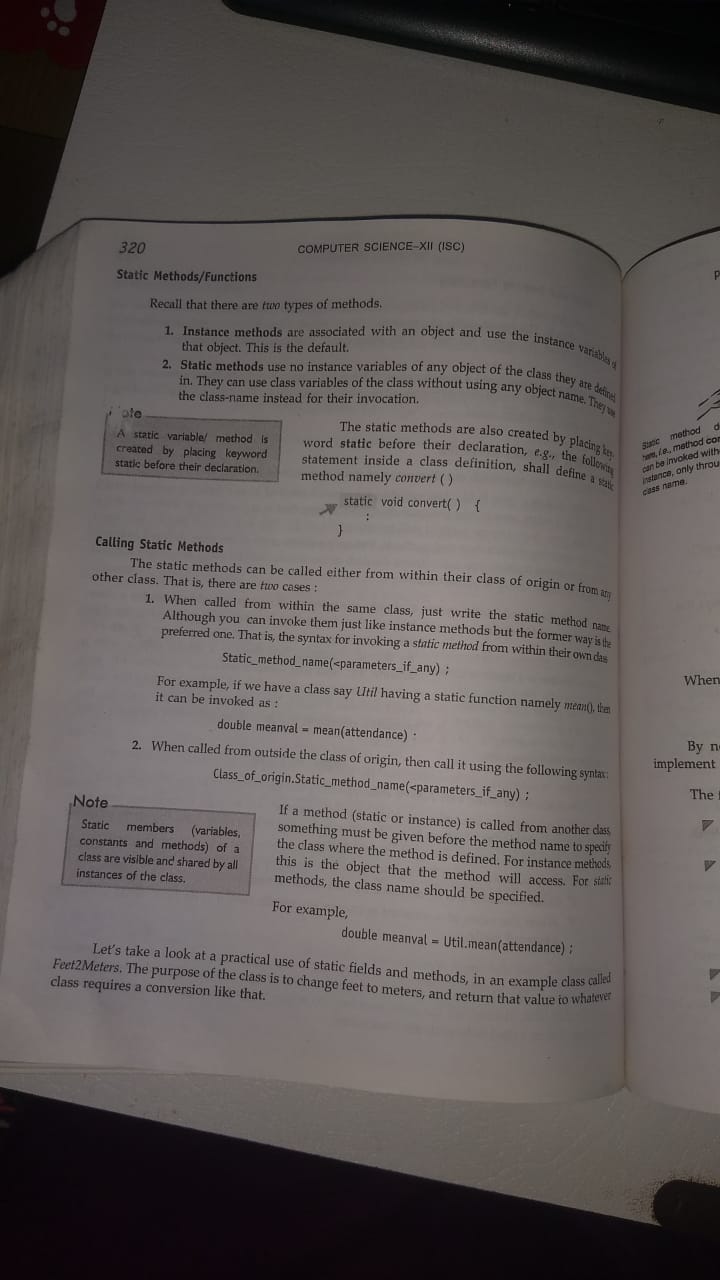 320
COMPUTER SCIENCE–XII (ISC)
Static Methods/Functions
Recall that there are two types of methods.
1. Instance methods are associated with an object and use the instance variables of
that object. This is the default.
2. Static methods use no instance variables of any object of the class they are defined
in. They can use class variables of the class without using any object name. They use
the class-name instead for their invocation.
A static variable/ method is
created by placing keyword
static before their declaration.
The static methods are also created by placing key-
word static before their declaration, e.g., the following
statement inside a class definition, shall define a static
method namely convert ( )
static void convert( ) {
:
}
Calling Static Methods
The static methods can be called either from within their class of origin or from any
other class. That is, there are two cases :
1. When called from within the same class, just write the static method name.
Although you can invoke them just like instance methods but the former way is the
preferred one. That is, the syntax for invoking a static method from within their own class
Static_method_name(<parameters_if_any) ;
For example, if we have a class say Util having a static function namely mean(), then
it can be invoked as :
double meanval = mean(attendance)
2. When called from outside the class of origin, then call it using the following syntax:
Class_of_origin.Static_method_name(<parameters_if_any) ;
Note
Static members (variables,
constants and methods) of a
class are visible and shared by all
instances of the class.
If a method (static or instance) is called from another class,
something must be given before the method name to specify
the class where the method is defined. For instance methods,
this is the object that the method will access. For static
methods, the class name should be specified.
For example,
double meanval = Util.mean(attendance) ;
Let's take a look at a practical use of static fields and methods, in an example class called
Feet2Meters. The purpose of the class is to change feet to meters, and return that value to whatever
class requires a conversion like that.
Static method
here, i.e., method
can be invoked
instance, only
class name.
When
By
implement
The